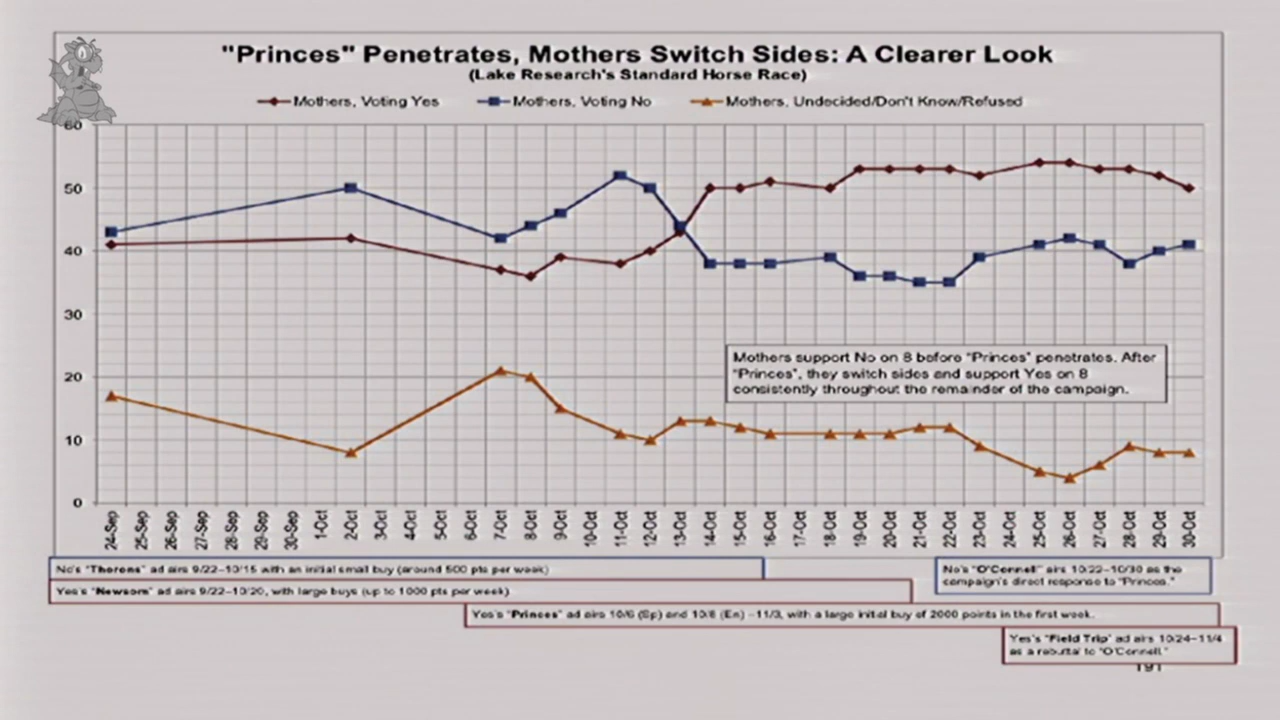 "Princes" Penetrates, Mothers Switch Sides: A Clearer Look
(Lake Research's Standard Horse Race)
Mothers, Voting Yes Mothers, Voting No Mothers, Undecided/Don't Know/Refused
60
50
40
30
20
10
0
Mothers support No on 8 before "Princes" penetrates. After
"Princes", they switch sides and support Yes on 8
consistently throughout the remainder of the campaign.
24-Sep 25-Sep 26-Sep 27-Sep 28-Sep 29-Sep 30-Sep 1-Oct 2-Oct 3-Oct 4-Oct 5-Oct 6-Oct 7-Oct 8-Oct 9-Oct 10-Oct 11-Oct 12-Oct 13-Oct 14-Oct 15-Oct 16-Oct 17-Oct 18-Oct 19-Oct 20-Oct 21-Oct 22-Oct 23-Oct 24-Oct 25-Oct 26-Oct 27-Oct 28-Oct 29-Oct 30-Oct
No's "Thorons" ad airs 9/22–10/15 with an initial small buy (around 500 pts per week)
No's "O'Connell" airs 10/22–10/30 as the
campaign's direct response to "Princes."
Yes's "Newsom" ad airs 9/22–10/20, with large buys (up to 1000 pts per week)
Yes's "Princes" ad airs 10/6 (Sp) and 10/8 (En) –11/3, with a large initial buy of 2000 points in the first week.
Yes's "Field Trip" ad airs 10/24–11/4
as a rebuttal to "O'Connell."
191